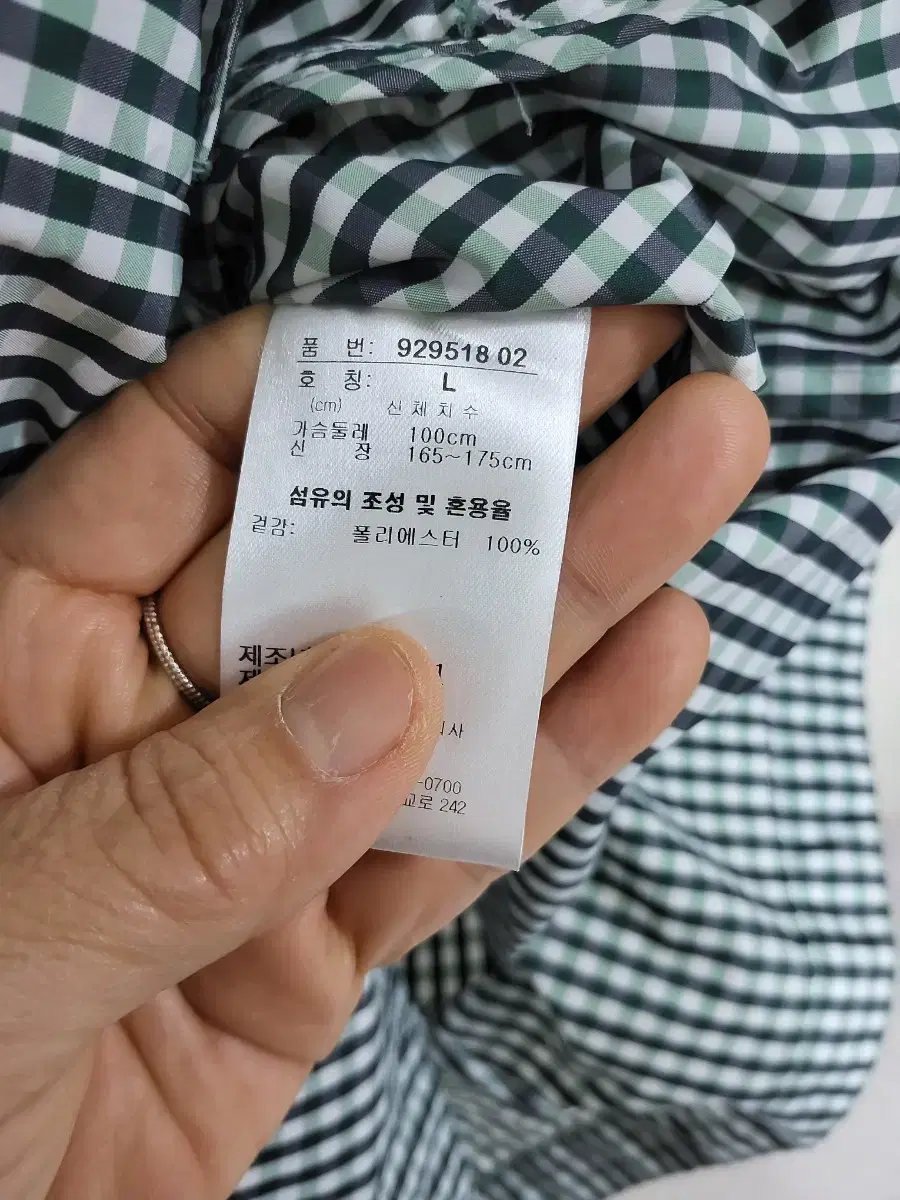 품 번: 929518 02
호 칭: L
(cm) 신체치수
가슴둘레 100cm
신 장 165~175cm
섬유의 조성 및 혼용율
겉감: 폴리에스터 100%
제조
-0700
교로 242